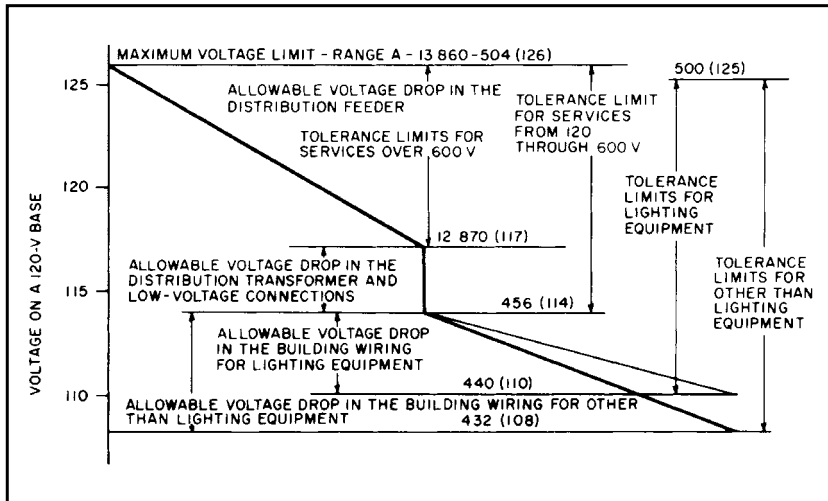 MAXIMUM VOLTAGE LIMIT - RANGE A - 13 860-504 (126)
500 (125)
125
ALLOWABLE VOLTAGE DROP IN THE
DISTRIBUTION FEEDER
TOLERANCE LIMIT
FOR SERVICES
FROM 120
THROUGH 600 V
TOLERANCE LIMITS FOR
SERVICES OVER 600 V
120
TOLERANCE
LIMITS FOR
LIGHTING
EQUIPMENT
12 870 (117)
ALLOWABLE VOLTAGE DROP IN THE
DISTRIBUTION TRANSFORMER AND
LOW-VOLTAGE CONNECTIONS
TOLERANCE
LIMITS FOR
OTHER THAN
LIGHTING
EQUIPMENT
115
456 (114)
ALLOWABLE VOLTAGE DROP
IN THE BUILDING WIRING
FOR LIGHTING EQUIPMENT
440 (110)
110
ALLOWABLE VOLTAGE DROP IN THE BUILDING WIRING FOR OTHER
THAN LIGHTING EQUIPMENT
432 (108)
VOLTAGE ON A 120-V BASE